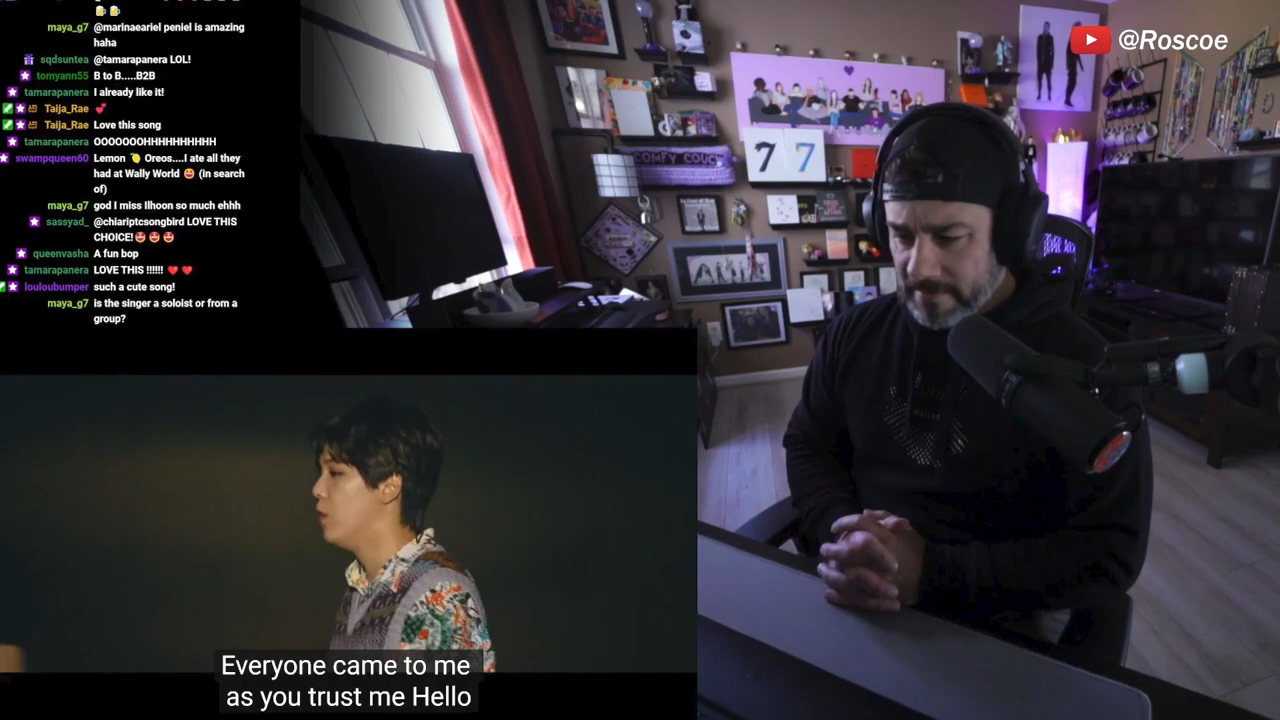 maya_g7 @marinaeariel peniel is amazing
haha
sqdsuntea @tamarapanera LOL!
tomyann55 B to B.....B2B
tamarapanera I already like it!
Taija_Rae 💕
Taija_Rae Love this song
tamarapanera OOOOOOOHHHHHHHHHH
swampqueen60 Lemon 🍋 Oreos....I ate all they
had at Wally World 😜 (in search
of)
maya_g7 god I miss Ilhoon so much ehhh
sassyad_ @chiariptcsongbird LOVE THIS
CHOICE!🥰 🥰 🥰
queenvasha A fun bop
tamarapanera LOVE THIS !!!!!! ❤️ ❤️
louloubumper such a cute song!
maya_g7 Is the singer a soloist or from a
group?
@Roscoe
COMFY COUCH
7 7
Everyone came to me
as you trust me Hello